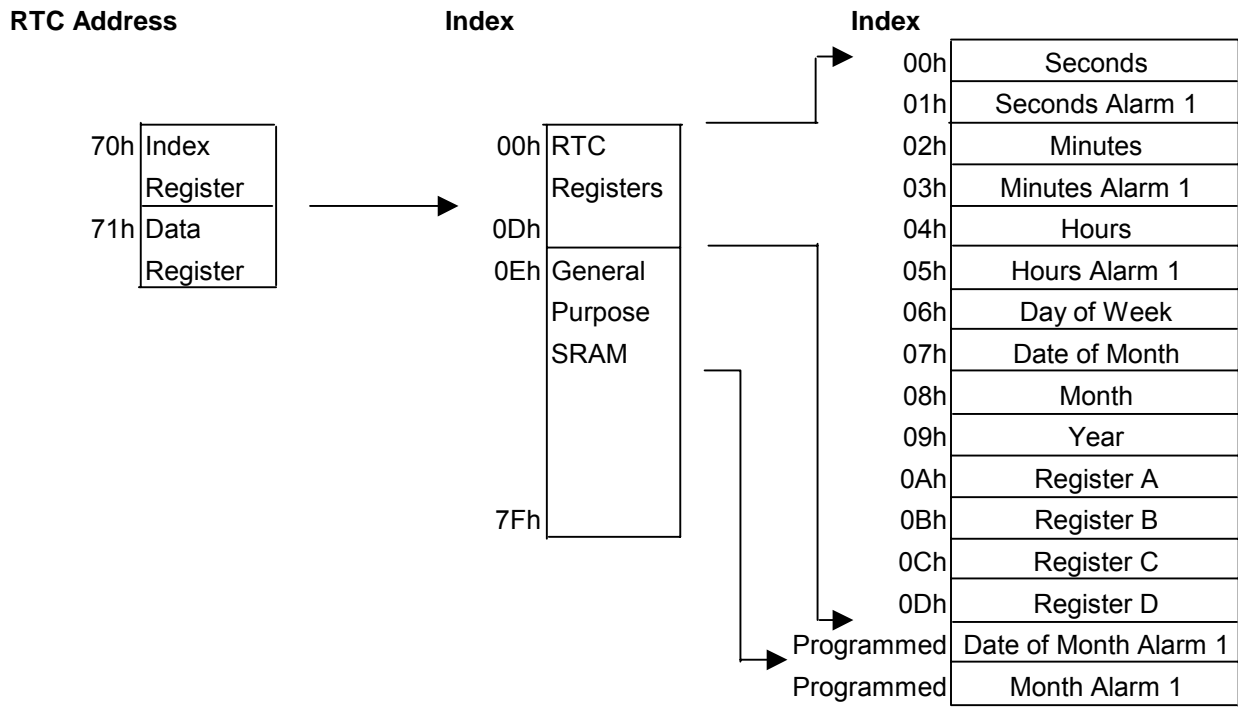 RTC Address Index Index
00h Seconds
01h Seconds Alarm 1
70h Index 00h RTC 02h Minutes
Register Registers 03h Minutes Alarm 1
71h Data 0Dh 04h Hours
Register 0Eh General 05h Hours Alarm 1
Purpose 06h Day of Week
SRAM 07h Date of Month
08h Month
09h Year
0Ah Register A
7Fh 0Bh Register B
0Ch Register C
0Dh Register D
Programmed Date of Month Alarm 1
Programmed Month Alarm 1